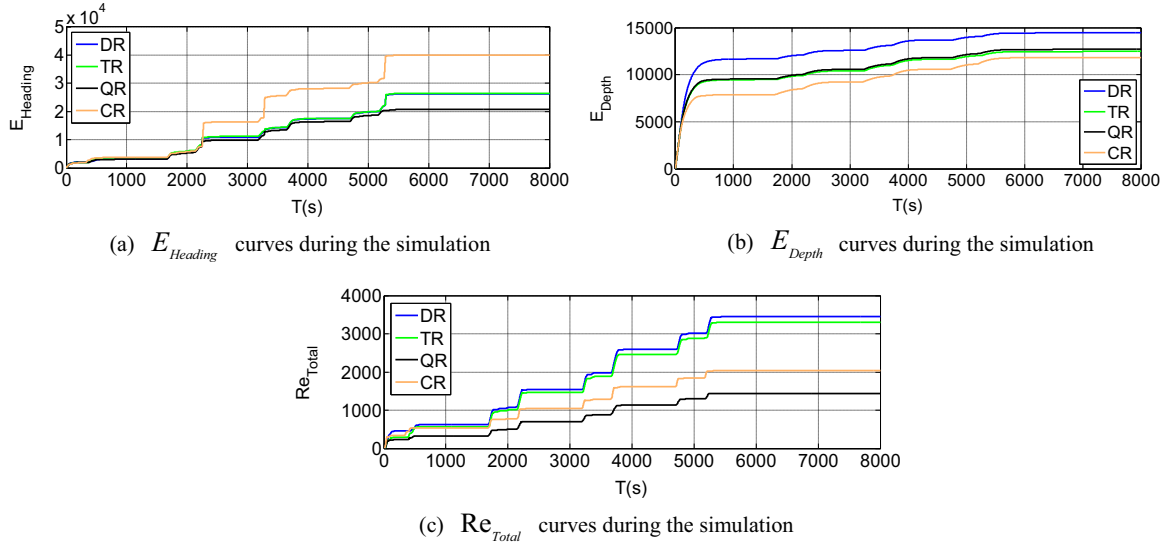 5 x 10^4
4
3
2
1
0
E_Heading
DR
TR
QR
CR
0 1000 2000 3000 4000 5000 6000 7000 8000
T(s)
(a) E_Heading curves during the simulation
15000
10000
5000
0
E_Depth
DR
TR
QR
CR
0 1000 2000 3000 4000 5000 6000 7000 8000
T(s)
(b) E_Depth curves during the simulation
4000
3000
2000
1000
0
Re_Total
DR
TR
QR
CR
0 1000 2000 3000 4000 5000 6000 7000 8000
T(s)
(c) Re_Total curves during the simulation